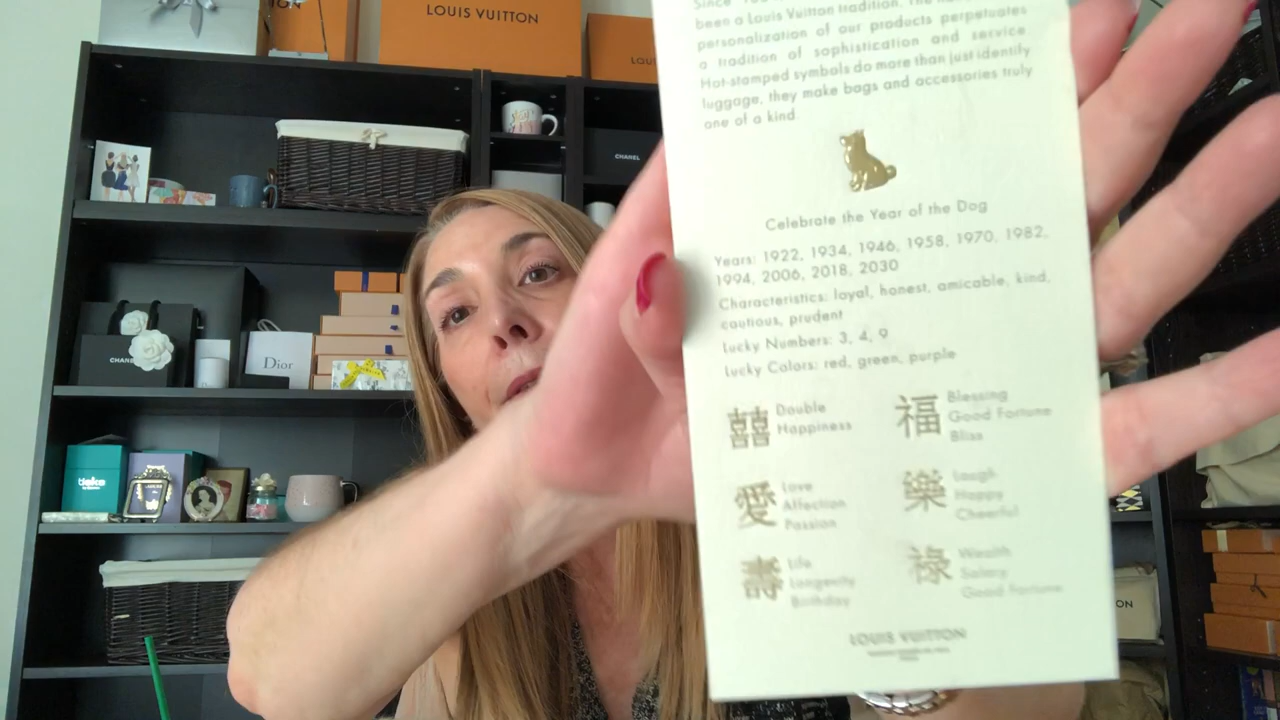 LOUIS VUITTON
been a Louis Vuitton tradition. The
personalization of our products perpetuates
a tradition of sophistication and service
Hot-stamped symbols do more than just identify
luggage, they make bags and accessories truly
one of a kind.
Celebrate the Year of the Dog
Years: 1922, 1934, 1946, 1958, 1970, 1982,
1994, 2006, 2018, 2030
Characteristics: loyal, honest, amicable, kind,
cautious, prudent
Lucky Numbers: 3, 4, 9
Lucky Colors: red, green, purple
囍 Double
Happiness
福 Blessing
Good Fortune
Bliss
愛 Love
Affection
Passion
樂 Laugh
Happy
Cheerful
壽 Life
Longevity
Birthday
祿 Wealth
Salary
Good Fortune
LOUIS VUITTON
CHANEL
CHANEL
Dior
ON